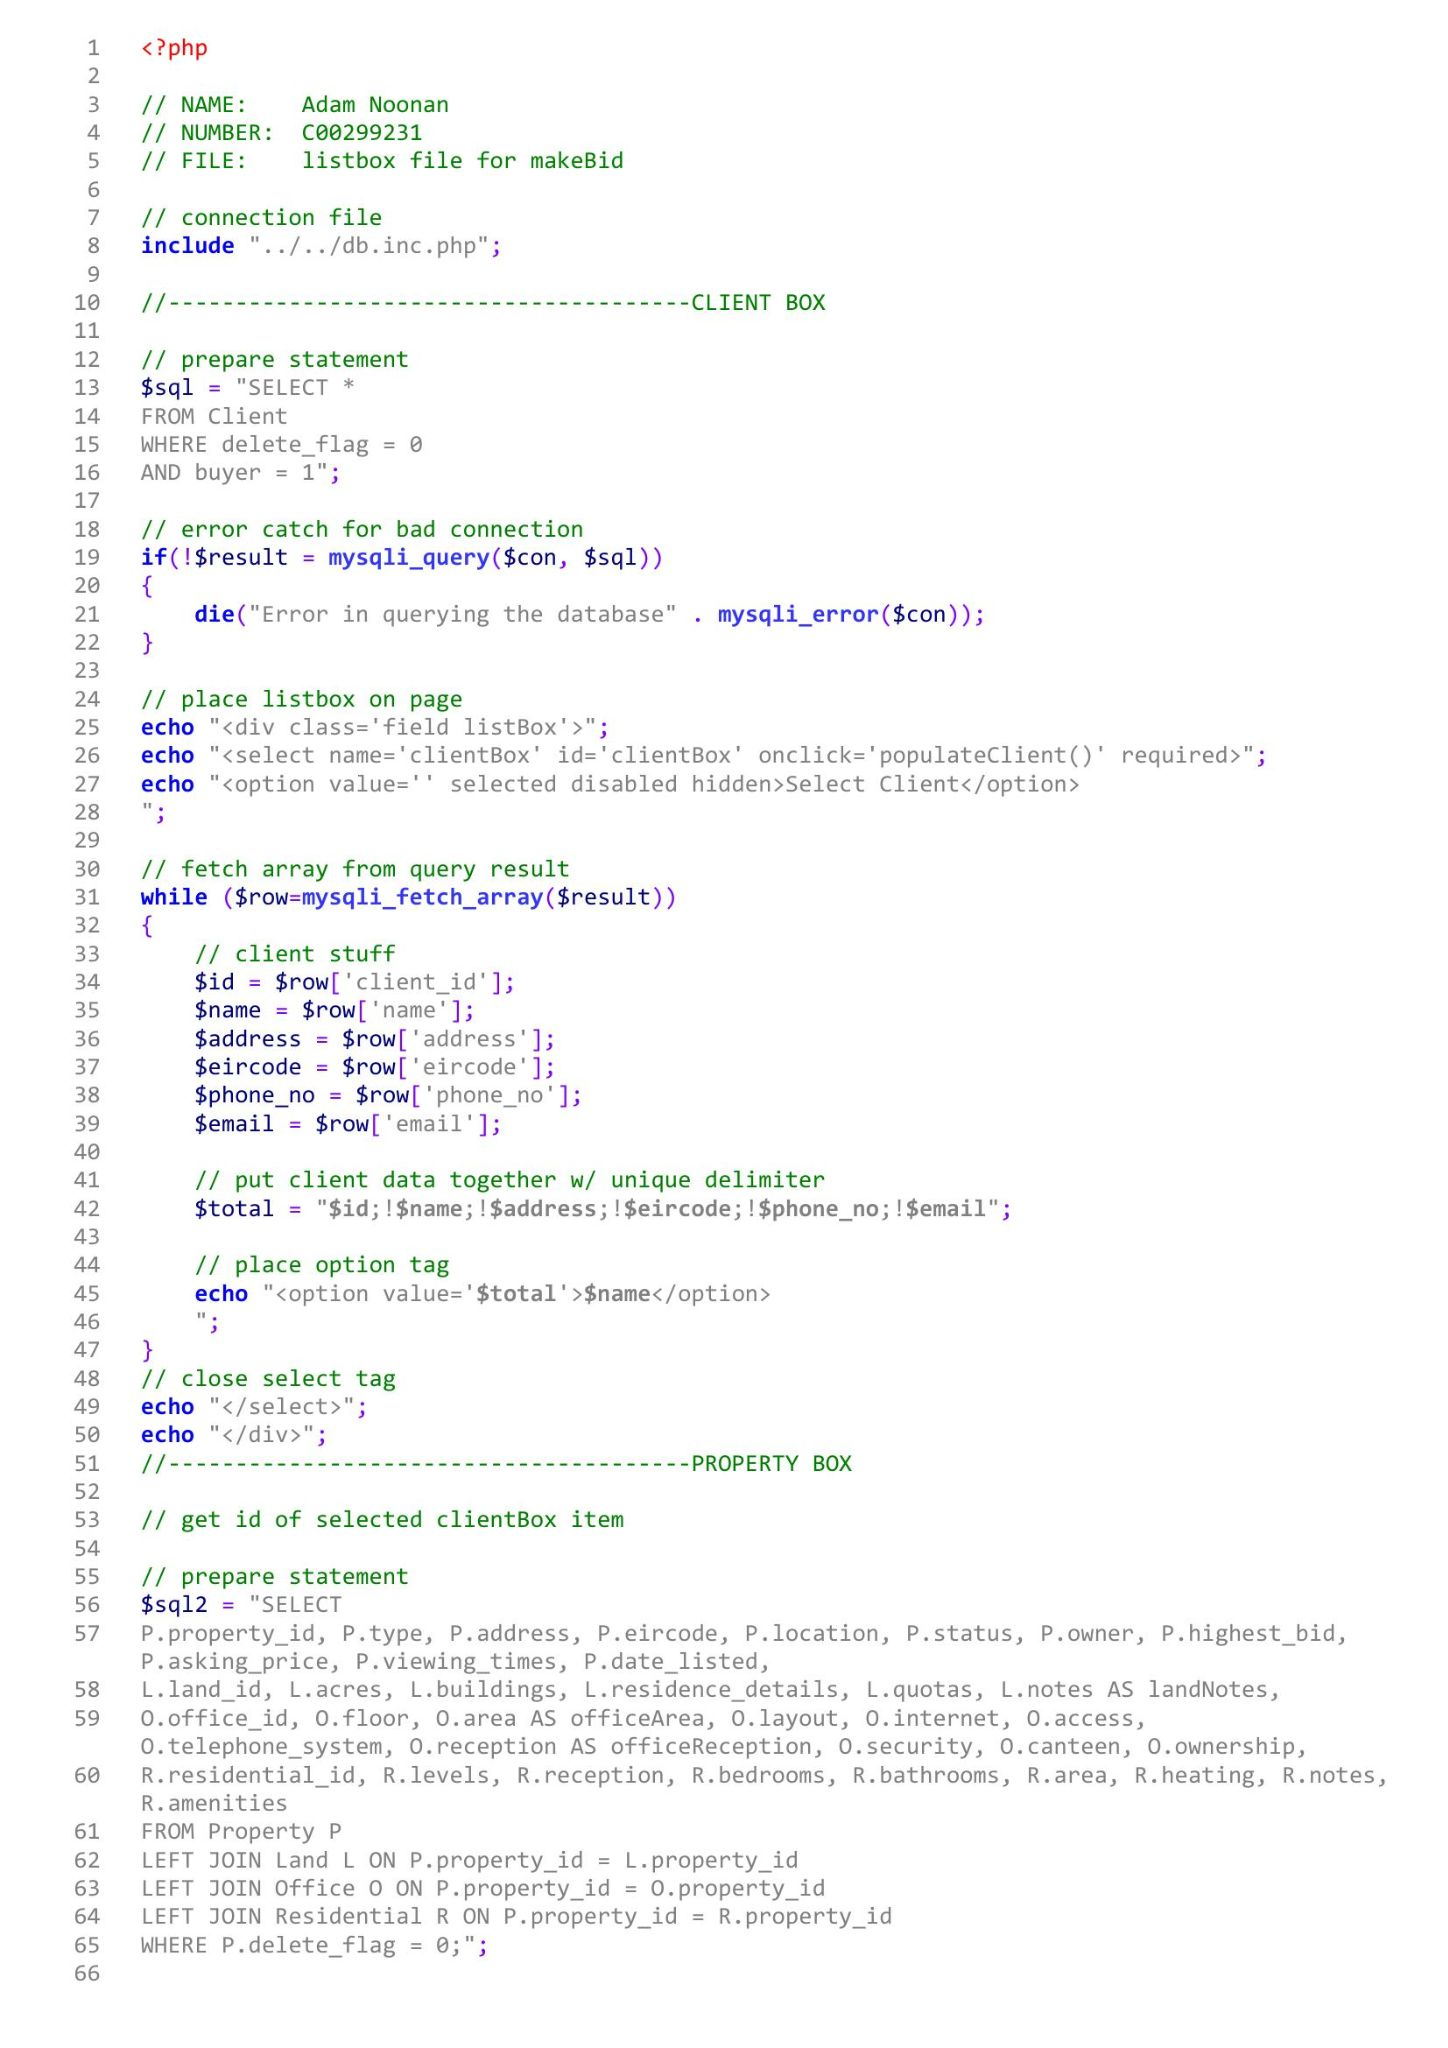 1 <?php
2
3 // NAME:    Adam Noonan
4 // NUMBER:  C00299231
5 // FILE:    listbox file for makeBid
6
7 // connection file
8 include "../../db.inc.php";
9
10 //---------------------------------------CLIENT BOX
11
12 // prepare statement
13 $sql = "SELECT *
14 FROM Client
15 WHERE delete_flag = 0
16 AND buyer = 1";
17
18 // error catch for bad connection
19 if(!$result = mysqli_query($con, $sql))
20 {
21     die("Error in querying the database" . mysqli_error($con));
22 }
23
24 // place listbox on page
25 echo "<div class='field listBox'>";
26 echo "<select name='clientBox' id='clientBox' onclick='populateClient()' required>";
27 echo "<option value='' selected disabled hidden>Select Client</option>
28 ";
29
30 // fetch array from query result
31 while ($row=mysqli_fetch_array($result))
32 {
33     // client stuff
34     $id = $row['client_id'];
35     $name = $row['name'];
36     $address = $row['address'];
37     $eircode = $row['eircode'];
38     $phone_no = $row['phone_no'];
39     $email = $row['email'];
40
41     // put client data together w/ unique delimiter
42     $total = "$id;!$name;!$address;!$eircode;!$phone_no;!$email";
43
44     // place option tag
45     echo "<option value='$total'>$name</option>
46     ";
47 }
48 // close select tag
49 echo "</select>";
50 echo "</div>";
51 //---------------------------------------PROPERTY BOX
52
53 // get id of selected clientBox item
54
55 // prepare statement
56 $sql2 = "SELECT
57 P.property_id, P.type, P.address, P.eircode, P.location, P.status, P.owner, P.highest_bid,
P.asking_price, P.viewing_times, P.date_listed,
58 L.land_id, L.acres, L.buildings, L.residence_details, L.quotas, L.notes AS landNotes,
59 O.office_id, O.floor, O.area AS officeArea, O.layout, O.internet, O.access,
O.telephone_system, O.reception AS officeReception, O.security, O.canteen, O.ownership,
60 R.residential_id, R.levels, R.reception, R.bedrooms, R.bathrooms, R.area, R.heating, R.notes,
R.amenities
61 FROM Property P
62 LEFT JOIN Land L ON P.property_id = L.property_id
63 LEFT JOIN Office O ON P.property_id = O.property_id
64 LEFT JOIN Residential R ON P.property_id = R.property_id
65 WHERE P.delete_flag = 0;";
66